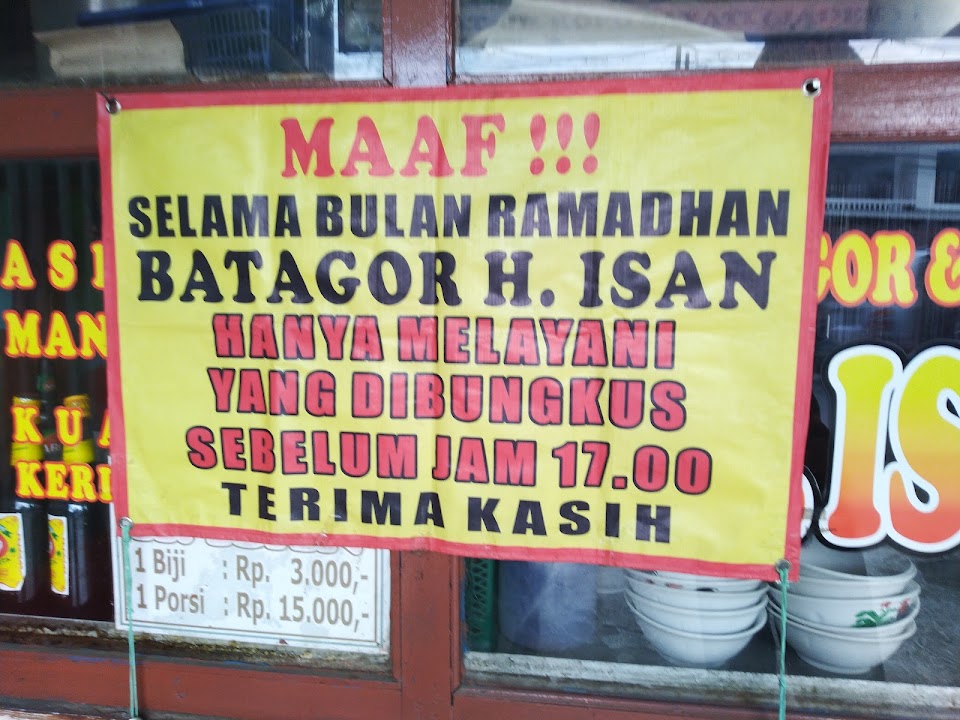 MAAF !!!
SELAMA BULAN RAMADHAN
BATAGOR H. ISAN
HANYA MELAYANI
YANG DIBUNGKUS
SEBELUM JAM 17.00
TERIMA KASIH
1 Biji : Rp. 3.000,-
1 Porsi : Rp. 15.000,-